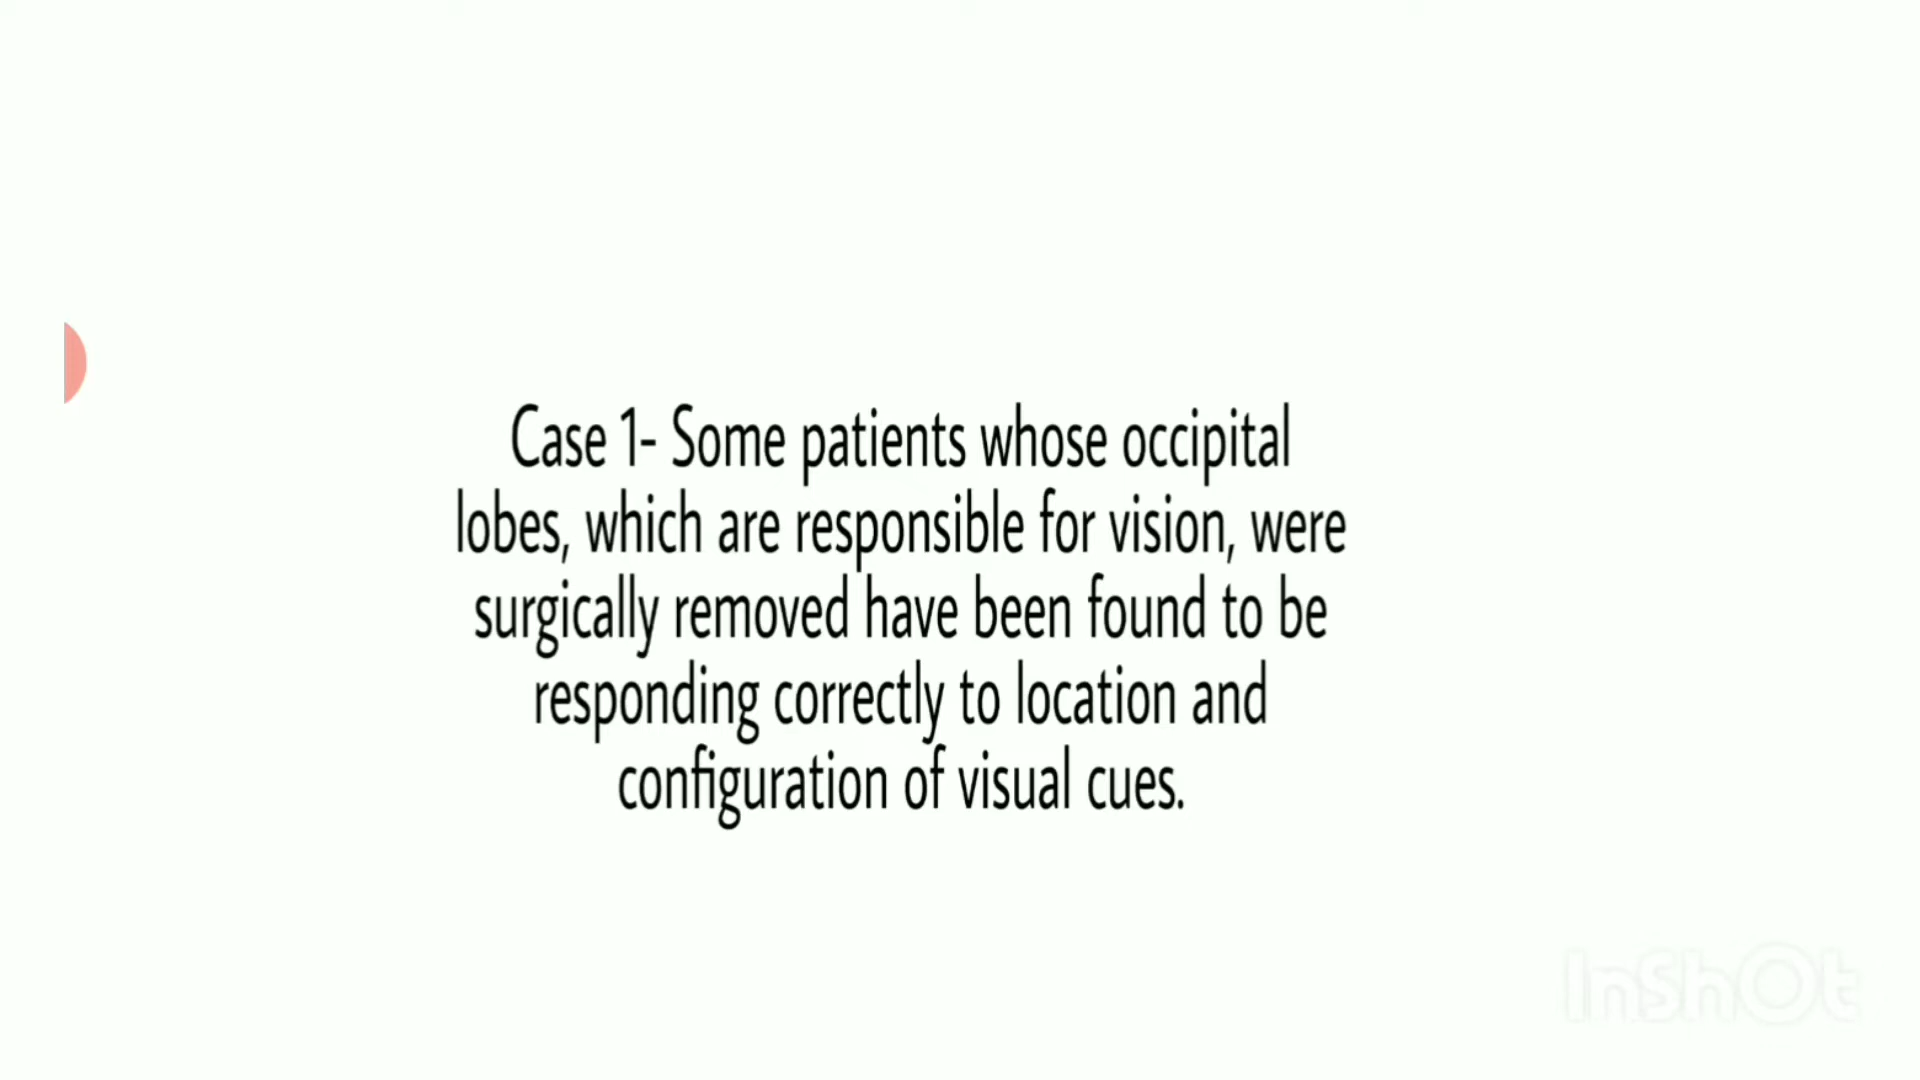 Case 1- Some patients whose occipital
lobes, which are responsible for vision, were
surgically removed have been found to be
responding correctly to location and
configuration of visual cues.
InShOt